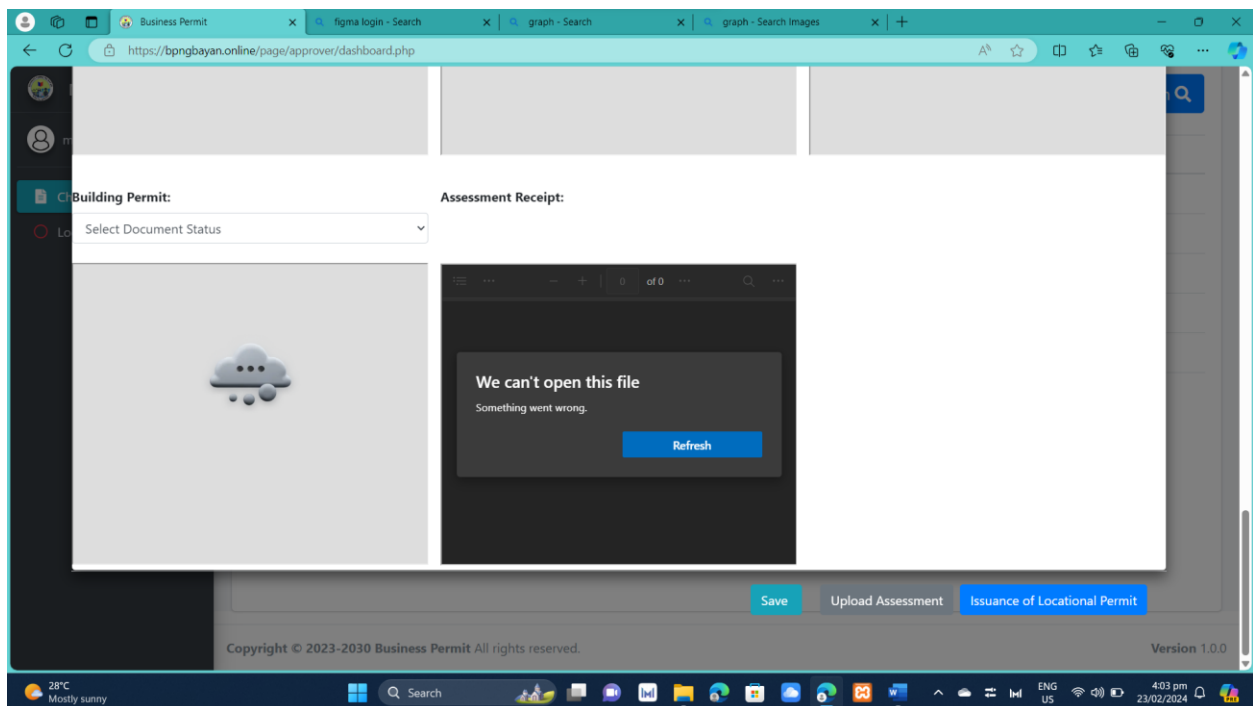 Business Permit
figma login - Search
graph - Search
graph - Search Images
https://bpngbayan.online/page/approver/dashboard.php
Building Permit:
Assessment Receipt:
Select Document Status
0 of 0
We can't open this file
Something went wrong.
Refresh
Save
Upload Assessment
Issuance of Locational Permit
Copyright © 2023-2030 Business Permit All rights reserved.
Version 1.0.0
28°C
Mostly sunny
Search
ENG
US
4:03 pm
23/02/2024